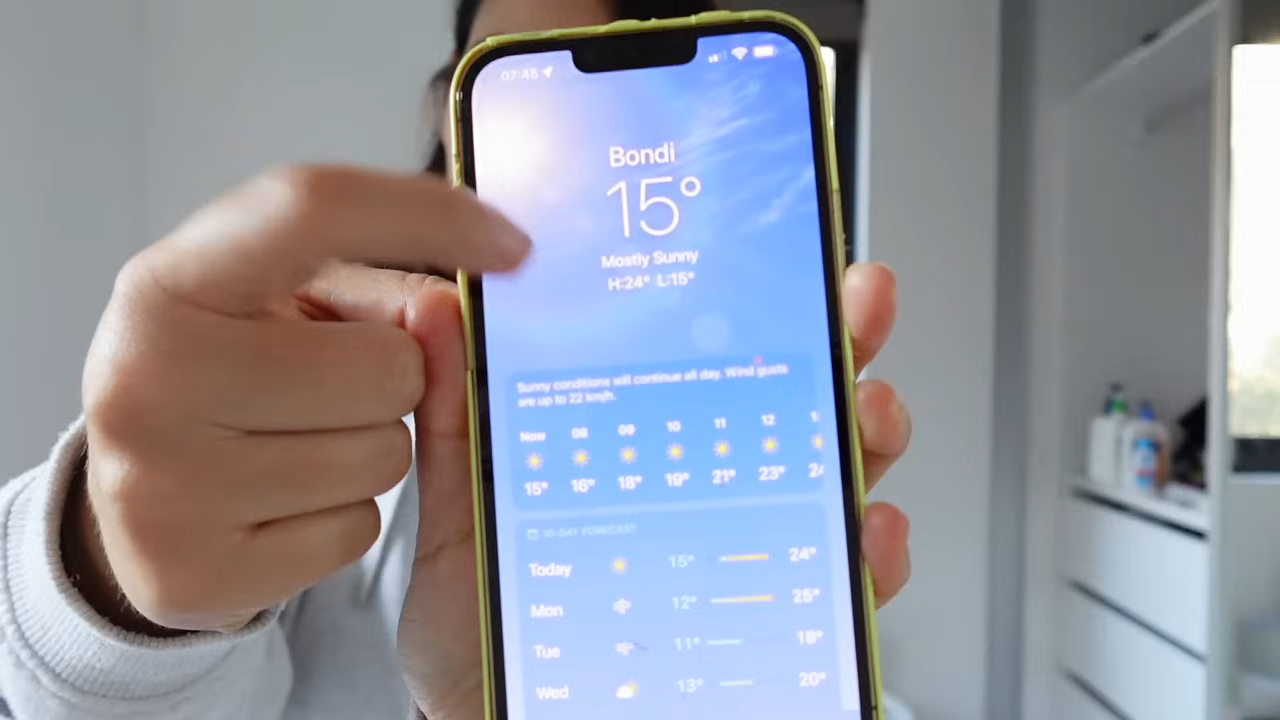 07:45
Bondi
15°
Mostly Sunny
H:24° L:15°
Sunny conditions will continue all day. Wind gusts
are up to 22 km/h.
Now 08 09 10 11 12
15° 16° 18° 19° 21° 23°
10-DAY FORECAST
Today 15° 24°
Mon 12° 25°
Tue 11° 18°
Wed 13° 20°